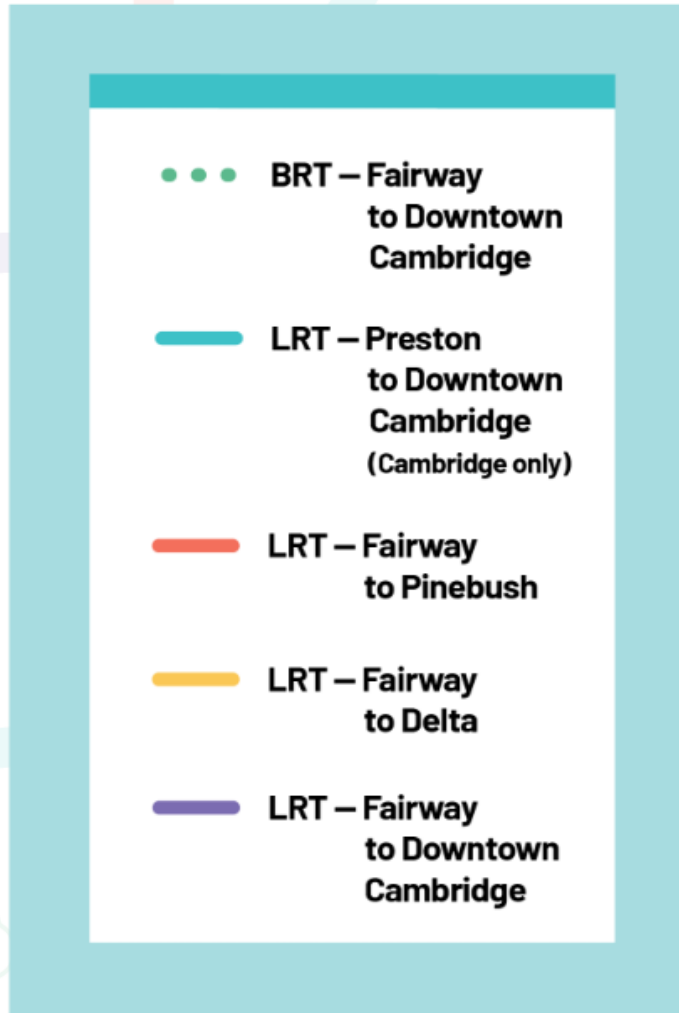 BRT – Fairway
to Downtown
Cambridge
LRT – Preston
to Downtown
Cambridge
(Cambridge only)
LRT – Fairway
to Pinebush
LRT – Fairway
to Delta
LRT – Fairway
to Downtown
Cambridge